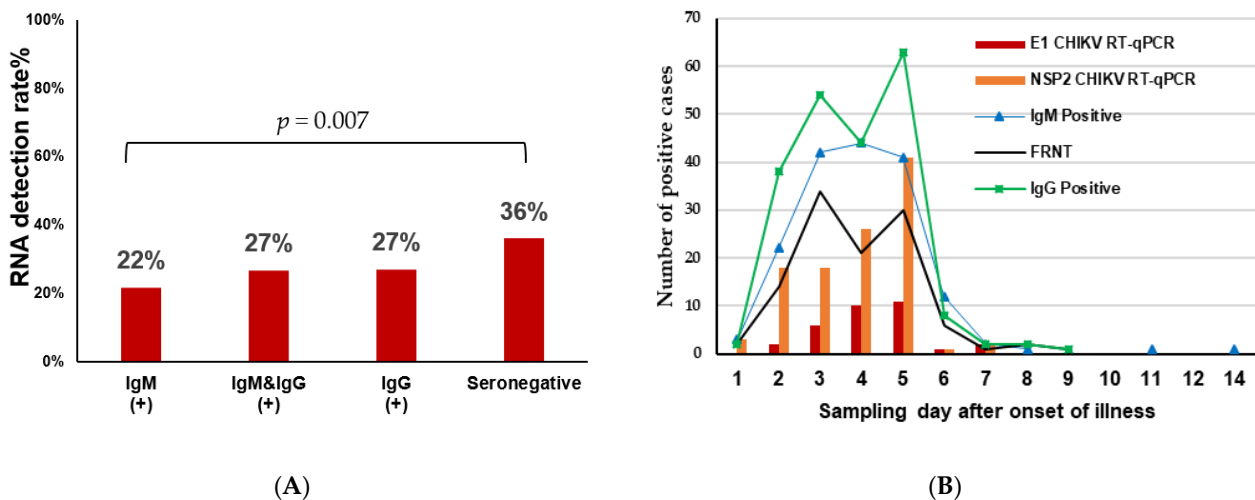 100%
80%
60%
40%
20%
0%
RNA detection rate%
p = 0.007
22%
27%
27%
36%
IgM
(+)
IgM&IgG
(+)
IgG
(+)
Seronegative
(A)
70
60
50
40
30
20
10
0
Number of positive cases
E1 CHIKV RT-qPCR
NSP2 CHIKV RT-qPCR
IgM Positive
FRNT
IgG Positive
1 2 3 4 5 6 7 8 9 10 11 12 14
Sampling day after onset of illness
(B)